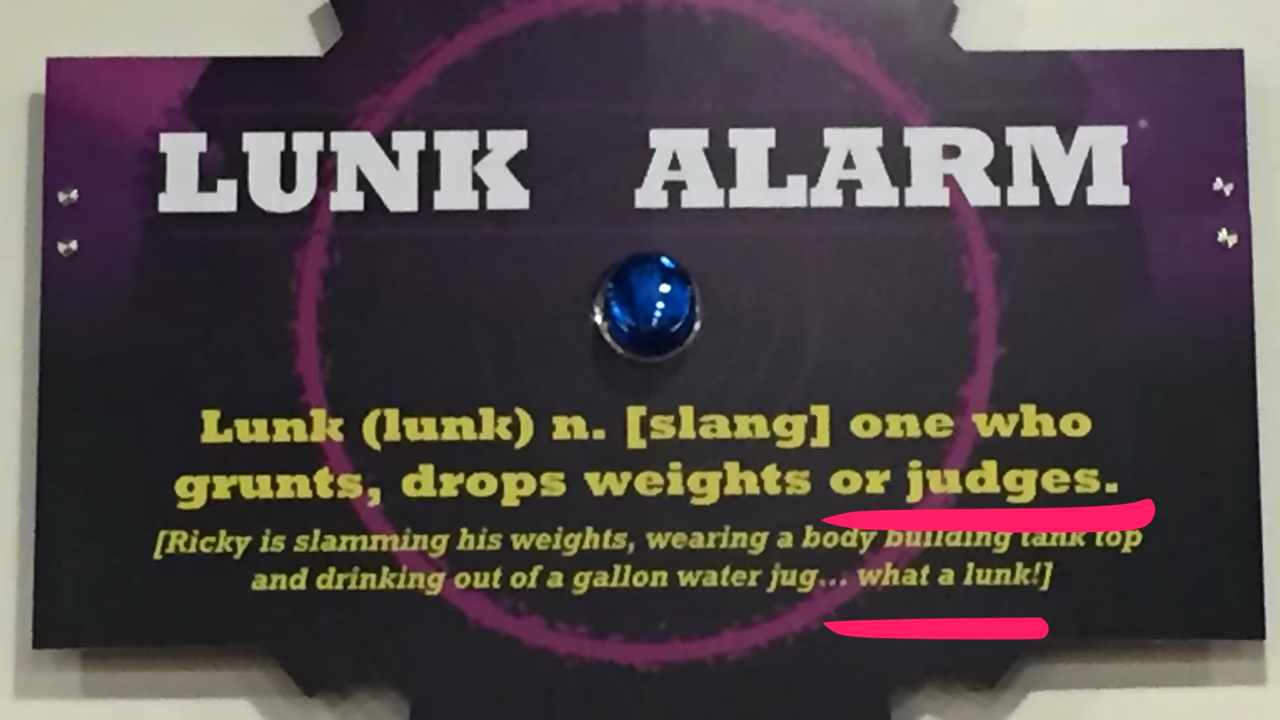 LUNK ALARM
Lunk (lunk) n. [slang] one who
grunts, drops weights or judges.
[Ricky is slamming his weights, wearing a body building tank top
and drinking out of a gallon water jug... what a lunk!]